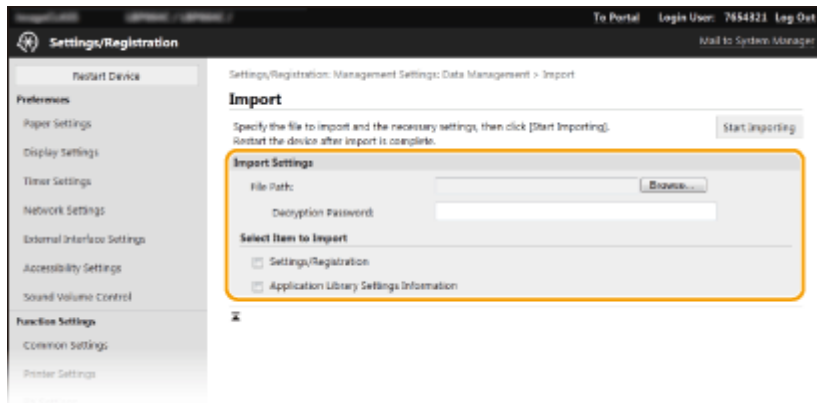 To Portal Login User: 7654321 Log Out
Settings/Registration
Mail to System Manager
Restart Device
Preferences
Paper Settings
Display Settings
Timer Settings
Network Settings
External Interface Settings
Accessibility Settings
Sound Volume Control
Function Settings
Common Settings
Printer Settings
Settings/Registration: Management Settings: Data Management > Import
Import
Specify the file to import and the necessary settings, then click [Start Importing].
Restart the device after import is complete.
Start Importing
Import Settings
File Path:
Browse...
Decryption Password:
Select Item to Import
Settings/Registration
Application Library Settings Information